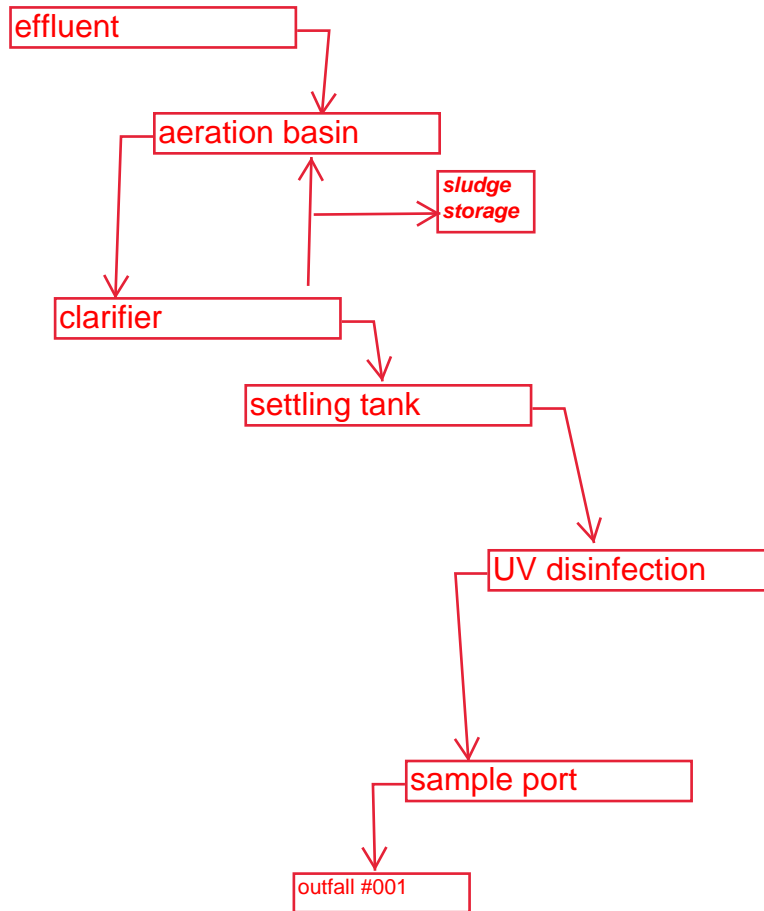 effluent
aeration basin
sludge
storage
clarifier
settling tank
UV disinfection
sample port
outfall #001